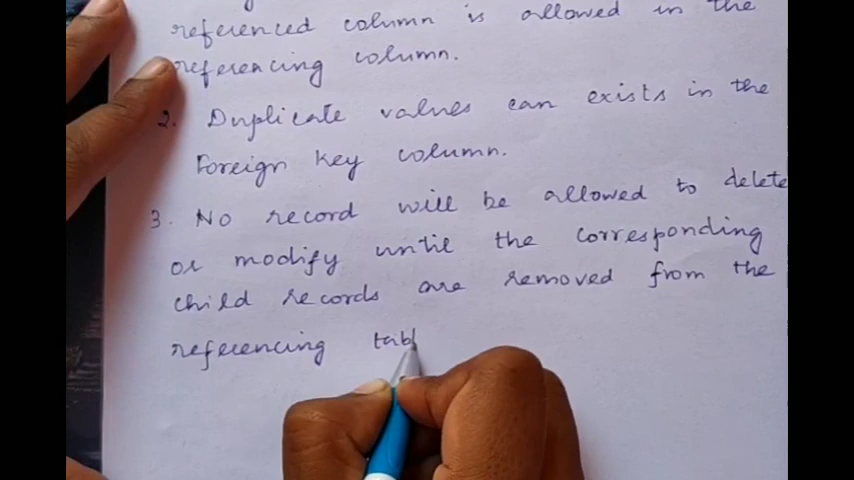 referenced column is allowed in the
referencing column.
2. Duplicate values can exists in the
Foreign key column.
3. No record will be allowed to delete
or modify until the corresponding
child records are removed from the
referencing tabl